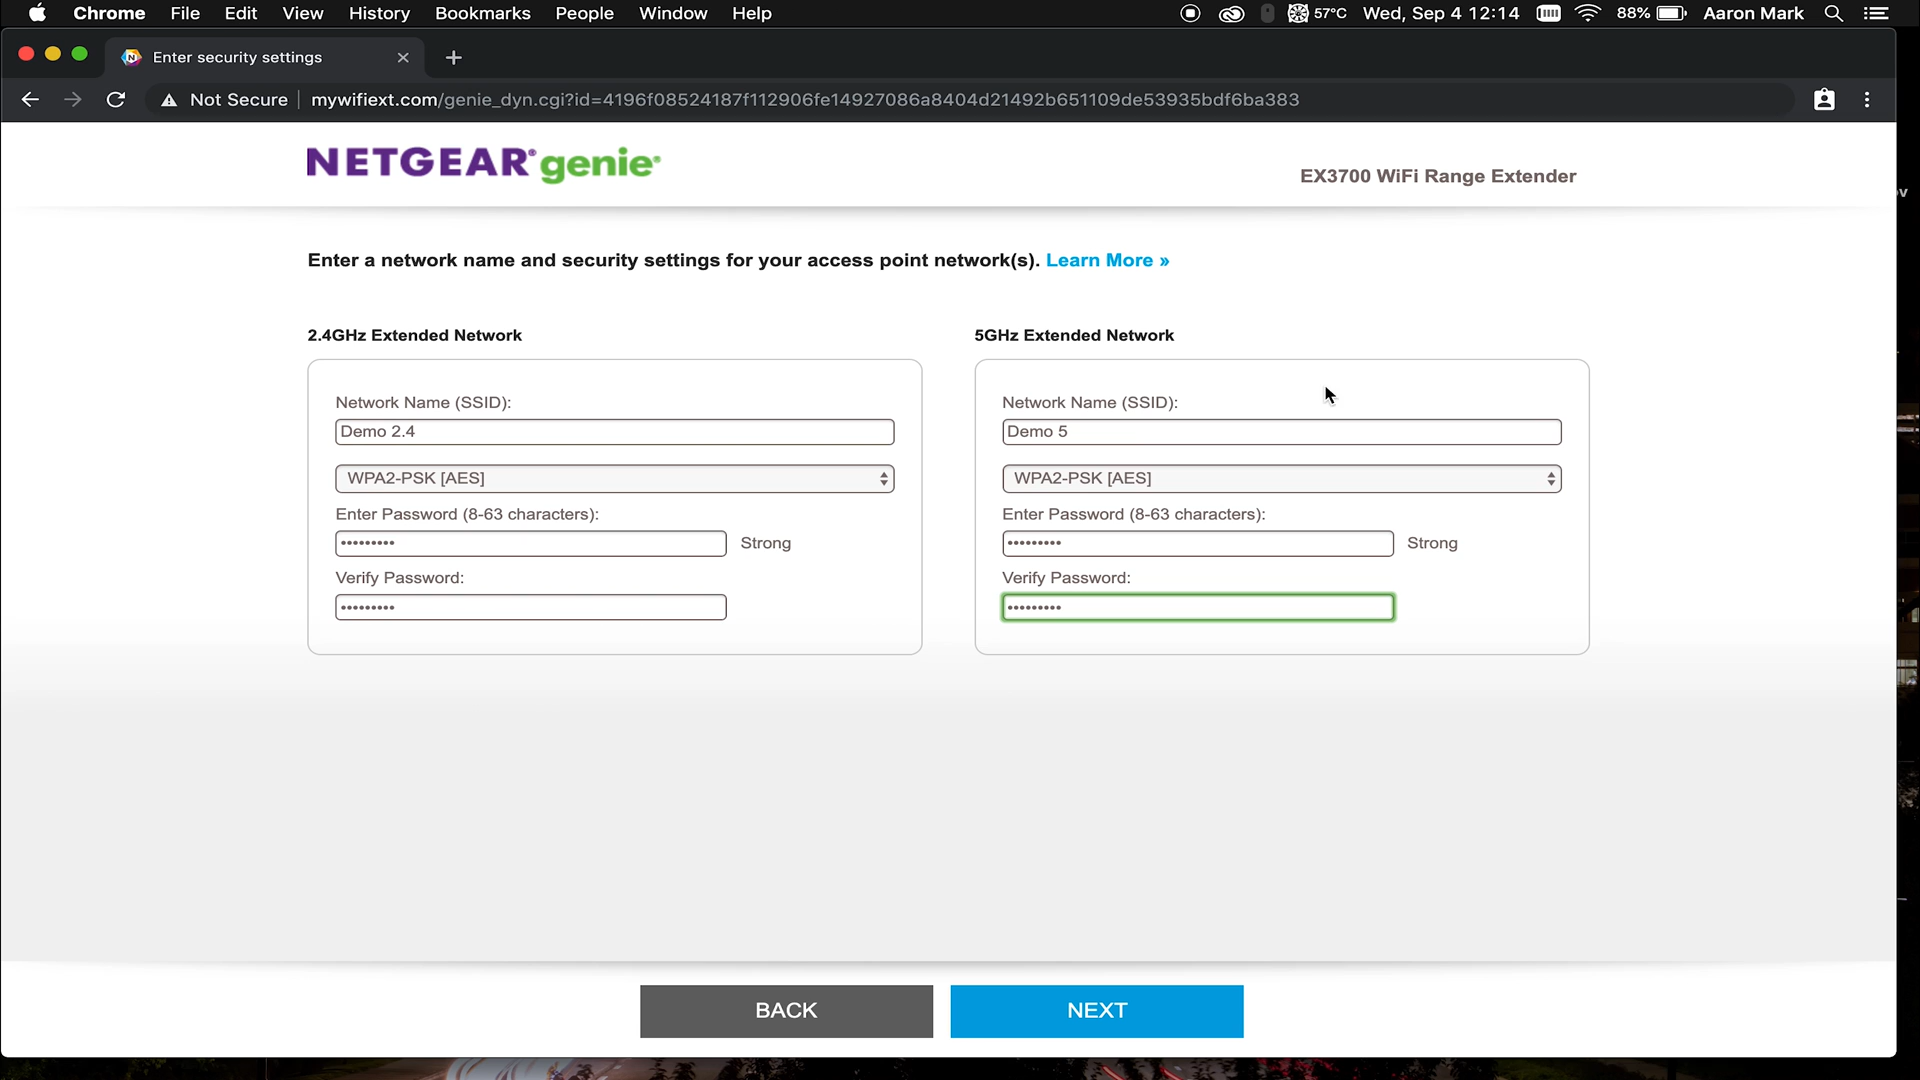 Chrome File Edit View History Bookmarks People Window Help 57°C Wed, Sep 4 12:14 88% Aaron Mark
Enter security settings
Not Secure mywifiext.com/genie_dyn.cgi?id=4196f08524187f112906fe14927086a8404d21492b651109de53935bdf6ba383
NETGEAR® genie®
EX3700 WiFi Range Extender
Enter a network name and security settings for your access point network(s). Learn More »
2.4GHz Extended Network
Network Name (SSID):
Demo 2.4
WPA2-PSK [AES]
Enter Password (8-63 characters):
••••••••• Strong
Verify Password:
•••••••••
5GHz Extended Network
Network Name (SSID):
Demo 5
WPA2-PSK [AES]
Enter Password (8-63 characters):
••••••••• Strong
Verify Password:
•••••••••
BACK NEXT